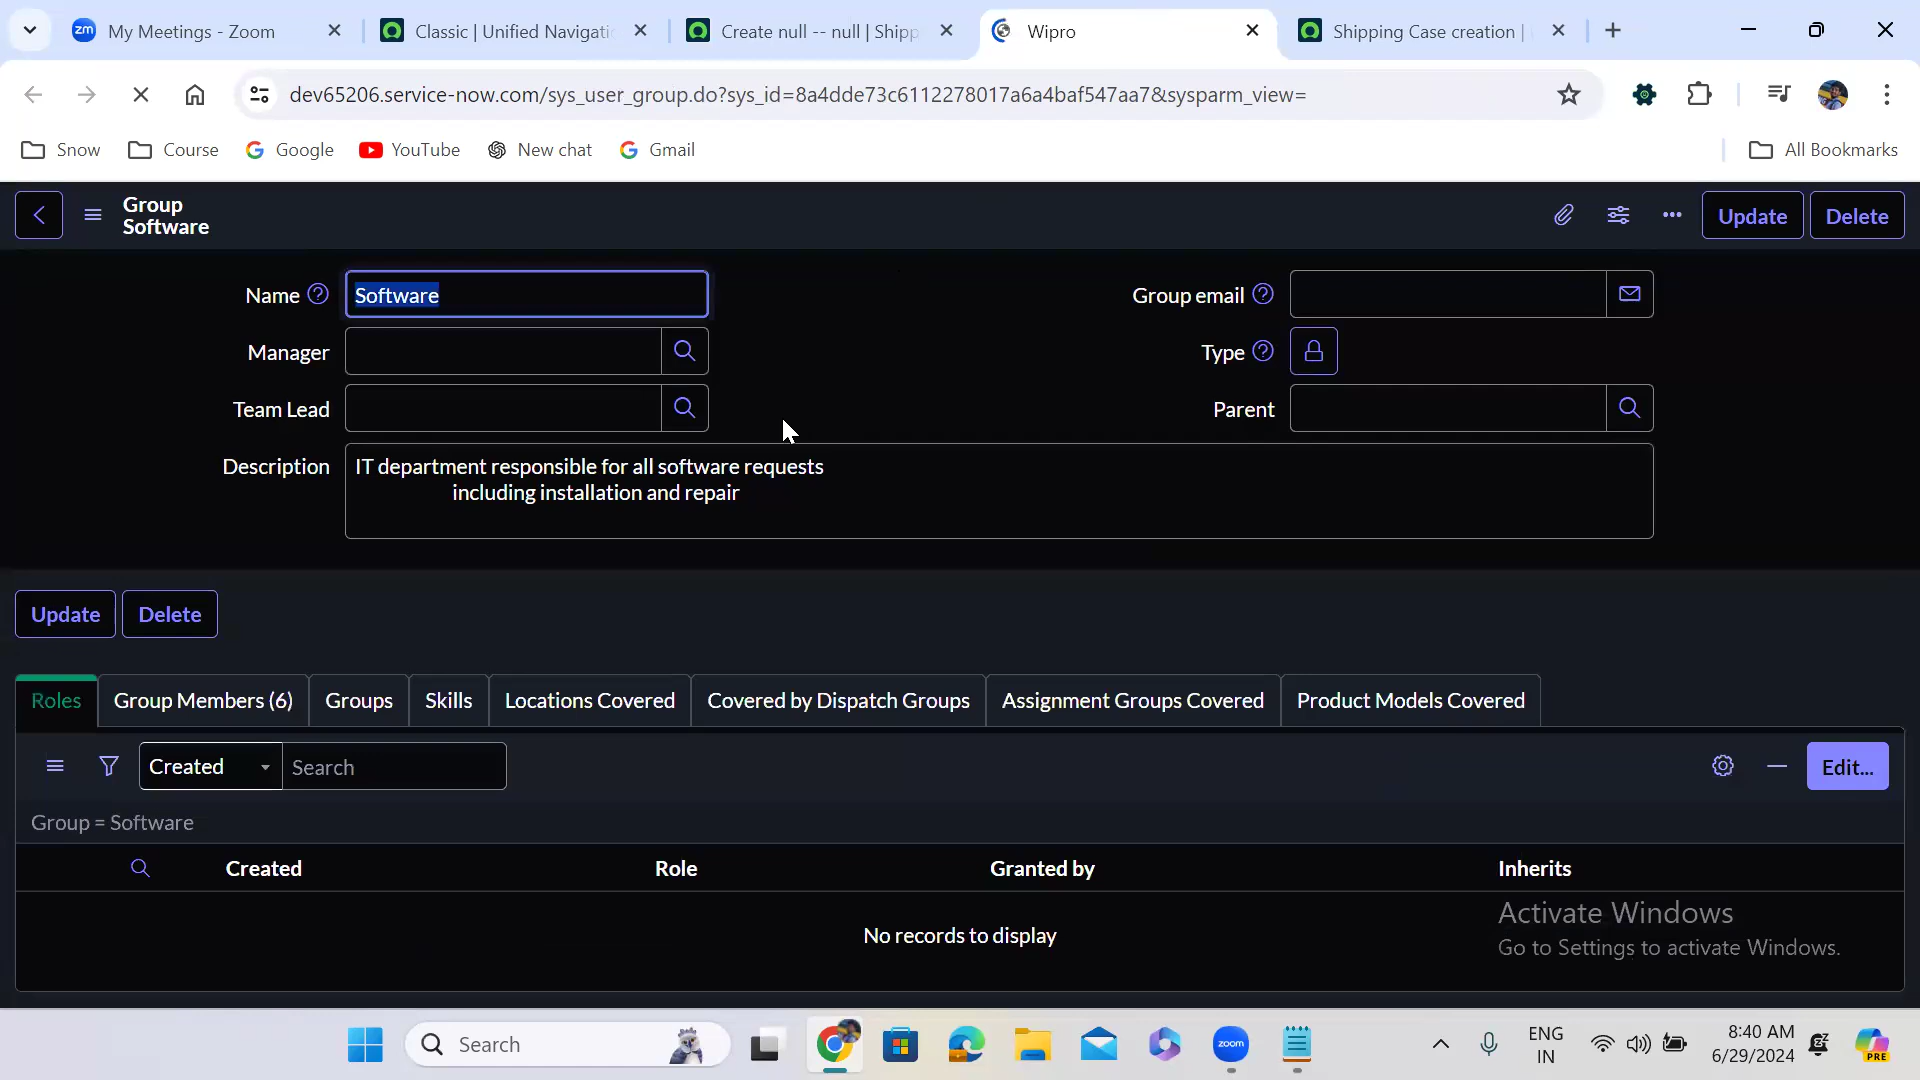 My Meetings - Zoom
Classic | Unified Navigati
Create null -- null | Shipp
Wipro
Shipping Case creation |
dev65206.service-now.com/sys_user_group.do?sys_id=8a4dde73c6112278017a6a4baf547aa7&sysparm_view=
Snow
Course
Google
YouTube
New chat
Gmail
All Bookmarks
Group
Software
Update
Delete
Name
Software
Group email
Manager
Type
Team Lead
Parent
Description
IT department responsible for all software requests
including installation and repair
Update
Delete
Roles
Group Members (6)
Groups
Skills
Locations Covered
Covered by Dispatch Groups
Assignment Groups Covered
Product Models Covered
Created
Search
Edit...
Group = Software
Created
Role
Granted by
Inherits
No records to display
Activate Windows
Go to Settings to activate Windows.
Search
zoom
ENG
IN
8:40 AM
6/29/2024
PRE